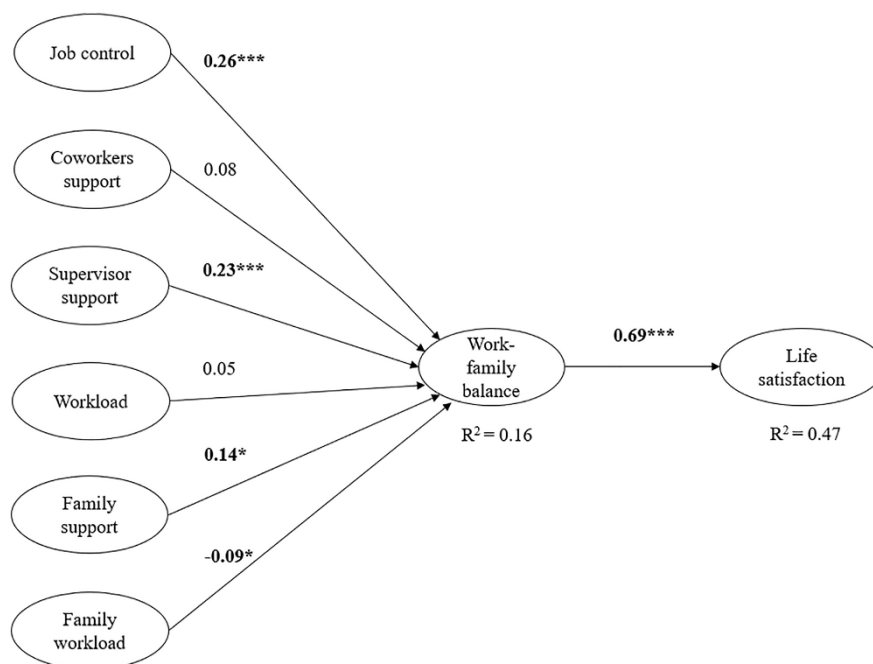 Job control
0.26***
Coworkers
support
0.08
Supervisor
support
0.23***
Workload
0.05
Family
support
0.14*
Family
workload
-0.09*
Work-
family
balance
R² = 0.16
0.69***
Life
satisfaction
R² = 0.47